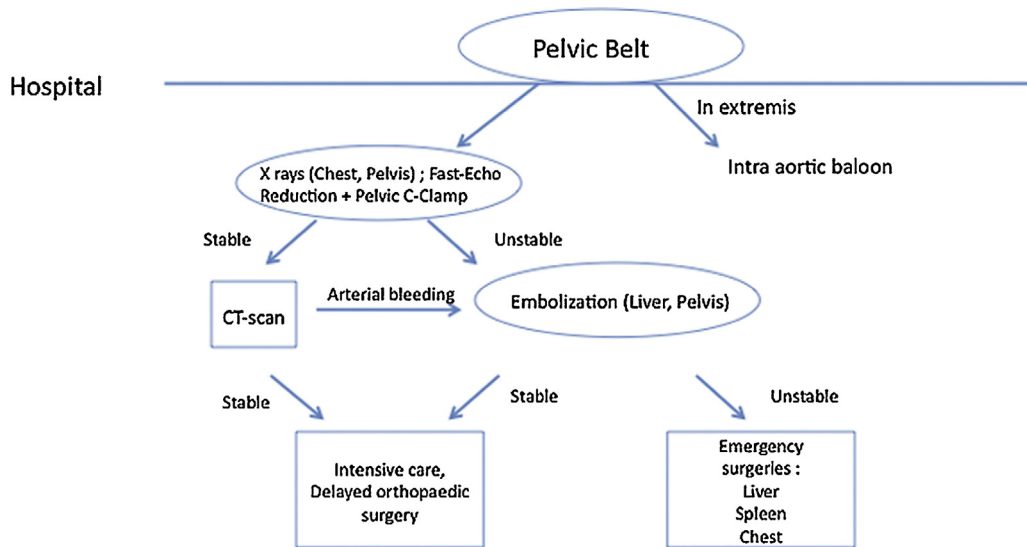 Pelvic Belt
Hospital
In extremis
Intra aortic baloon
X rays (Chest, Pelvis) ; Fast-Echo
Reduction + Pelvic C-Clamp
Stable
Unstable
CT-scan
Arterial bleeding
Embolization (Liver, Pelvis)
Stable
Stable
Unstable
Intensive care,
Delayed orthopaedic
surgery
Emergency
surgeries :
Liver
Spleen
Chest